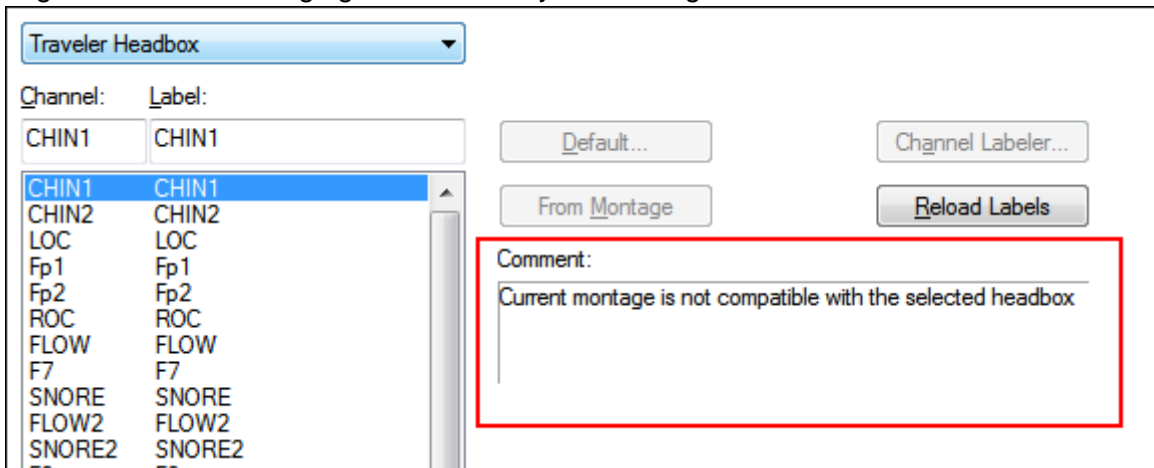 Traveler Headbox
Channel: Label:
CHIN1 CHIN1
Default... Channel Labeler...
CHIN1 CHIN1
CHIN2 CHIN2
From Montage Reload Labels
LOC LOC
Fp1 Fp1
Comment:
Fp2 Fp2
Current montage is not compatible with the selected headbox
ROC ROC
FLOW FLOW
F7 F7
SNORE SNORE
FLOW2 FLOW2
SNORE2 SNORE2